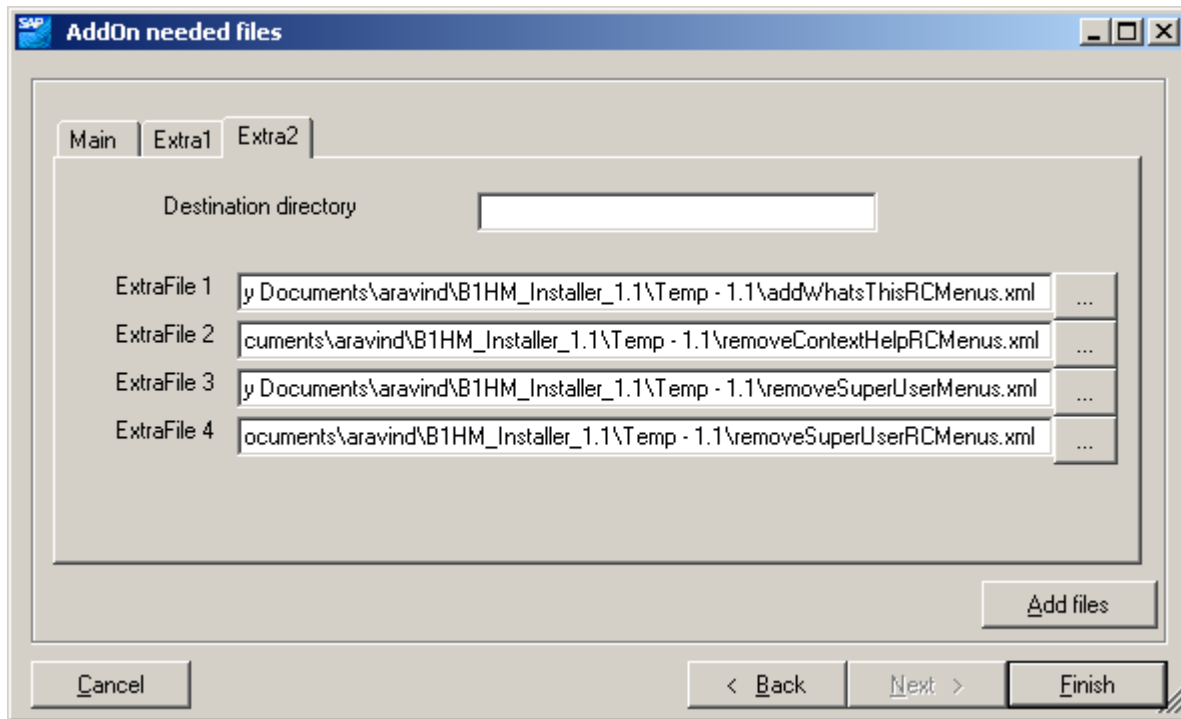 SAP AddOn needed files
Main Extra1 Extra2
Destination directory
ExtraFile 1 y Documents\aravind\B1HM_Installer_1.1\Temp - 1.1\addWhatsThisRCMenus.xml ...
ExtraFile 2 cuments\aravind\B1HM_Installer_1.1\Temp - 1.1\removeContextHelpRCMenus.xml ...
ExtraFile 3 y Documents\aravind\B1HM_Installer_1.1\Temp - 1.1\removeSuperUserMenus.xml ...
ExtraFile 4 ocuments\aravind\B1HM_Installer_1.1\Temp - 1.1\removeSuperUserRCMenus.xml ...
Add files
Cancel < Back Next > Finish